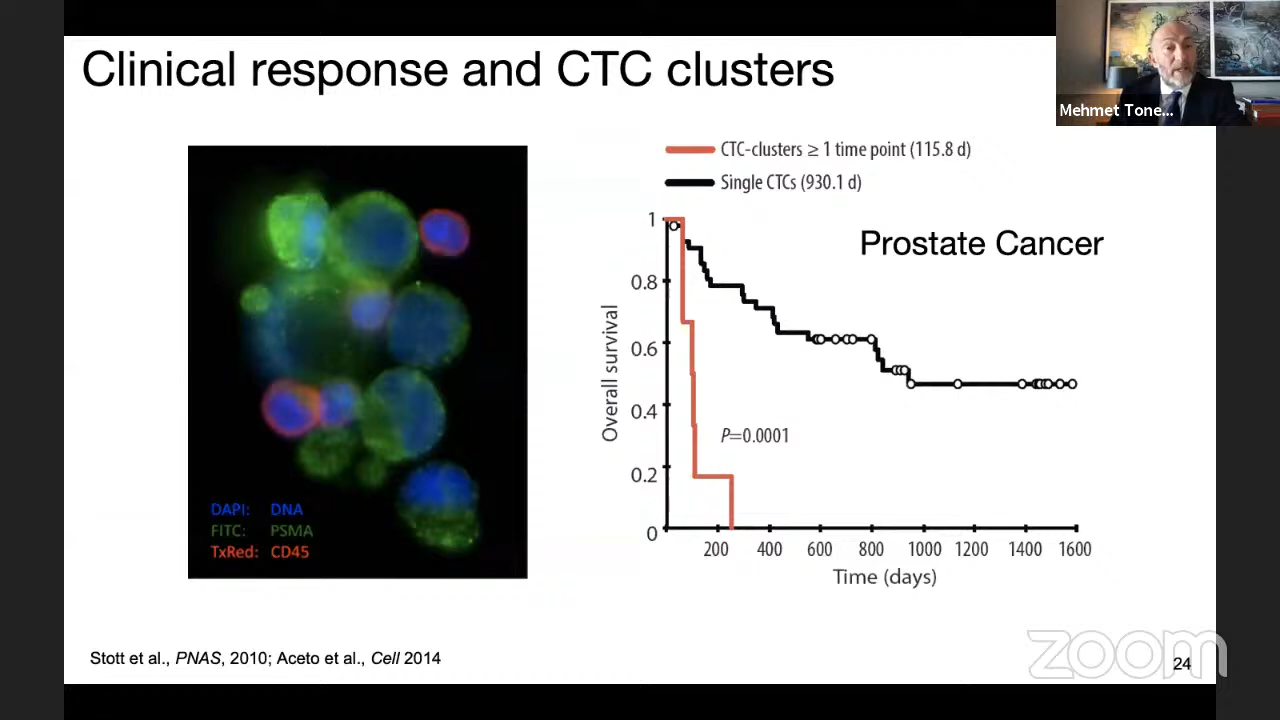 Clinical response and CTC clusters
Mehmet Tone...
CTC-clusters ≥ 1 time point (115.8 d)
Single CTCs (930.1 d)
Prostate Cancer
1
0.8
0.6
0.4
0.2
0
Overall survival
P=0.0001
200 400 600 800 1000 1200 1400 1600
Time (days)
DAPI: DNA
FITC: PSMA
TxRed: CD45
Stott et al., PNAS, 2010; Aceto et al., Cell 2014
zoom
24